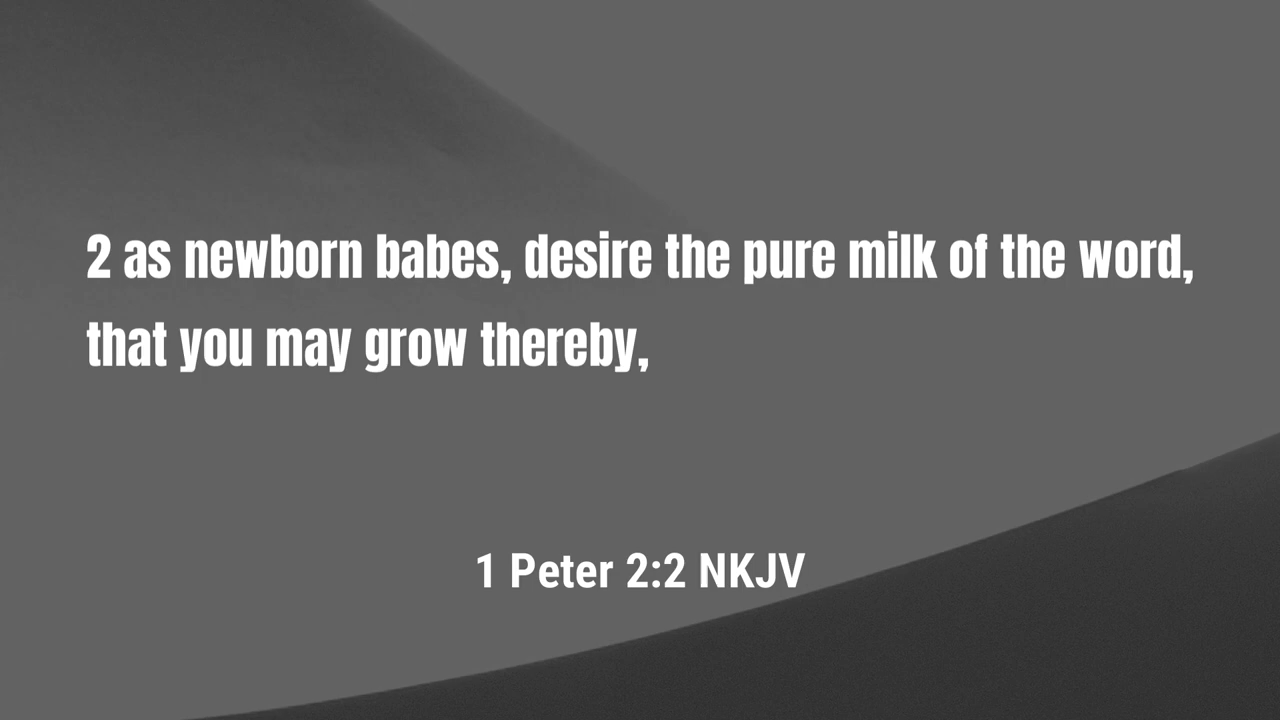 2 as newborn babes, desire the pure milk of the word,
that you may grow thereby,
1 Peter 2:2 NKJV